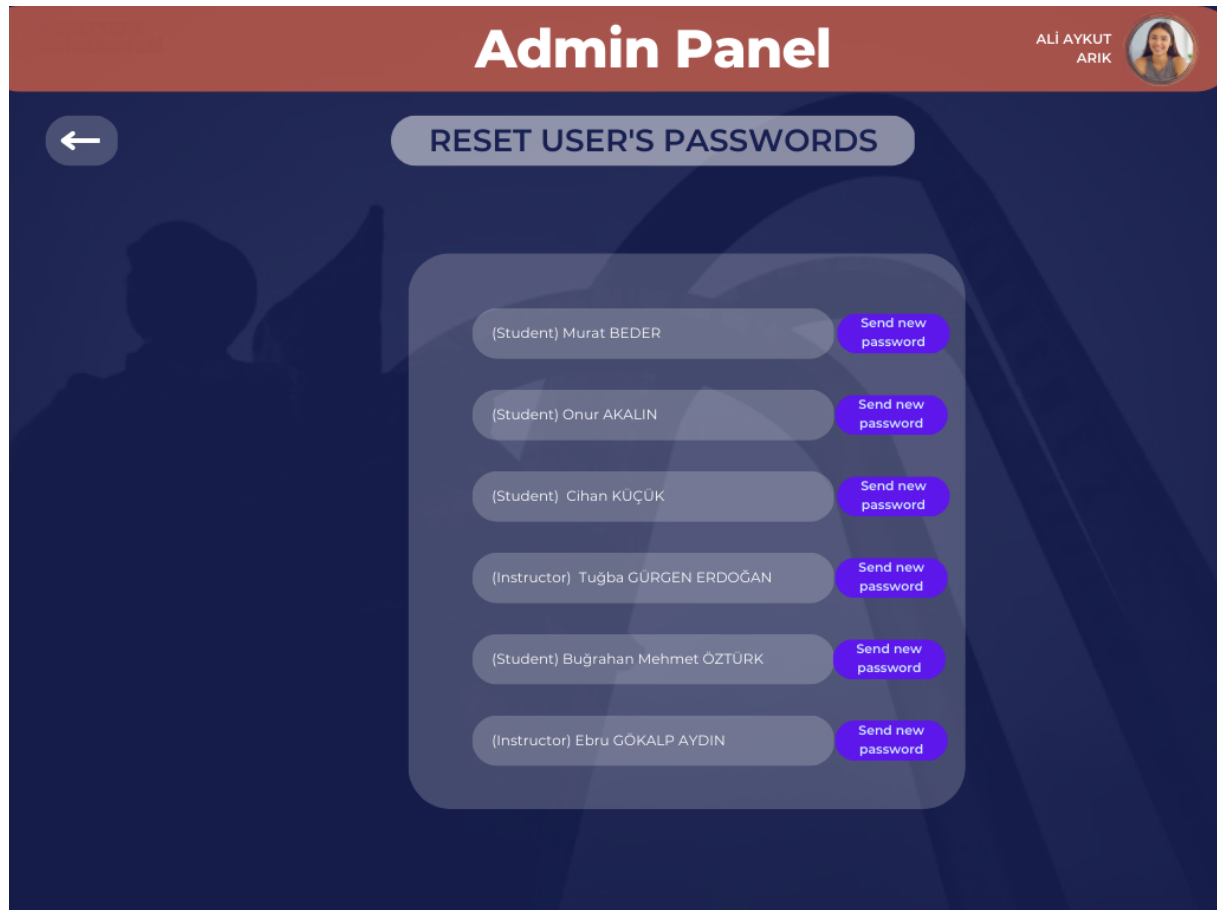 Admin Panel
ALİ AYKUT
ARIK
RESET USER'S PASSWORDS
(Student) Murat BEDER
Send new
password
(Student) Onur AKALIN
Send new
password
(Student)  Cihan KÜÇÜK
Send new
password
(Instructor)  Tuğba GÜRGEN ERDOĞAN
Send new
password
(Student) Buğrahan Mehmet ÖZTÜRK
Send new
password
(Instructor) Ebru GÖKALP AYDIN
Send new
password